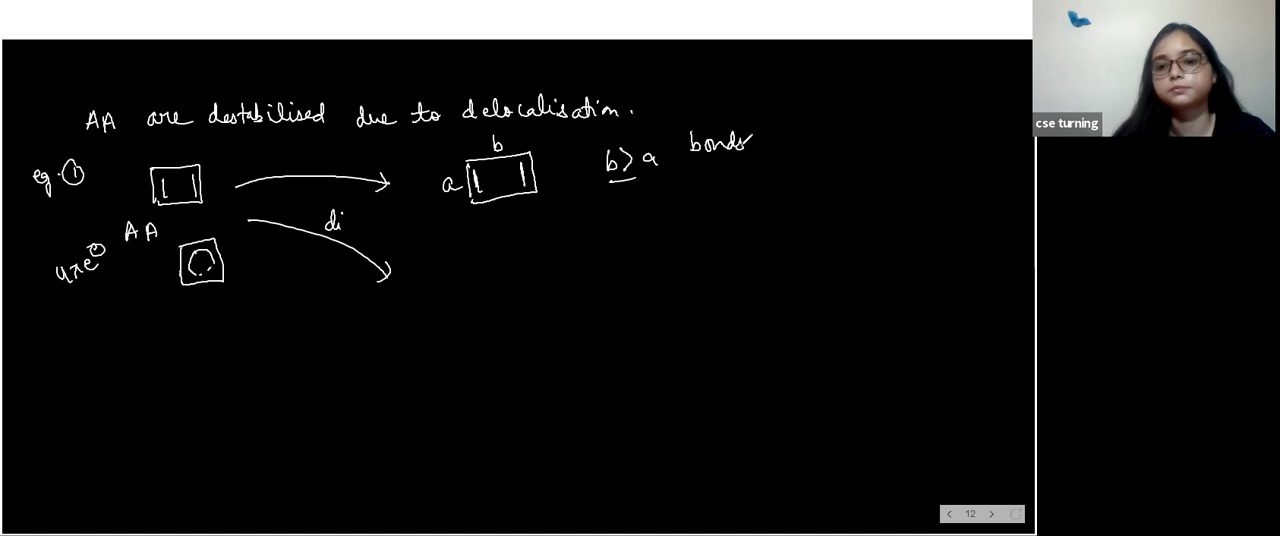 AA are destabilised due to delocalisation.
eg. ①
b
a
b > a
bonds
AA
di
4πe⊖
cse turning
12